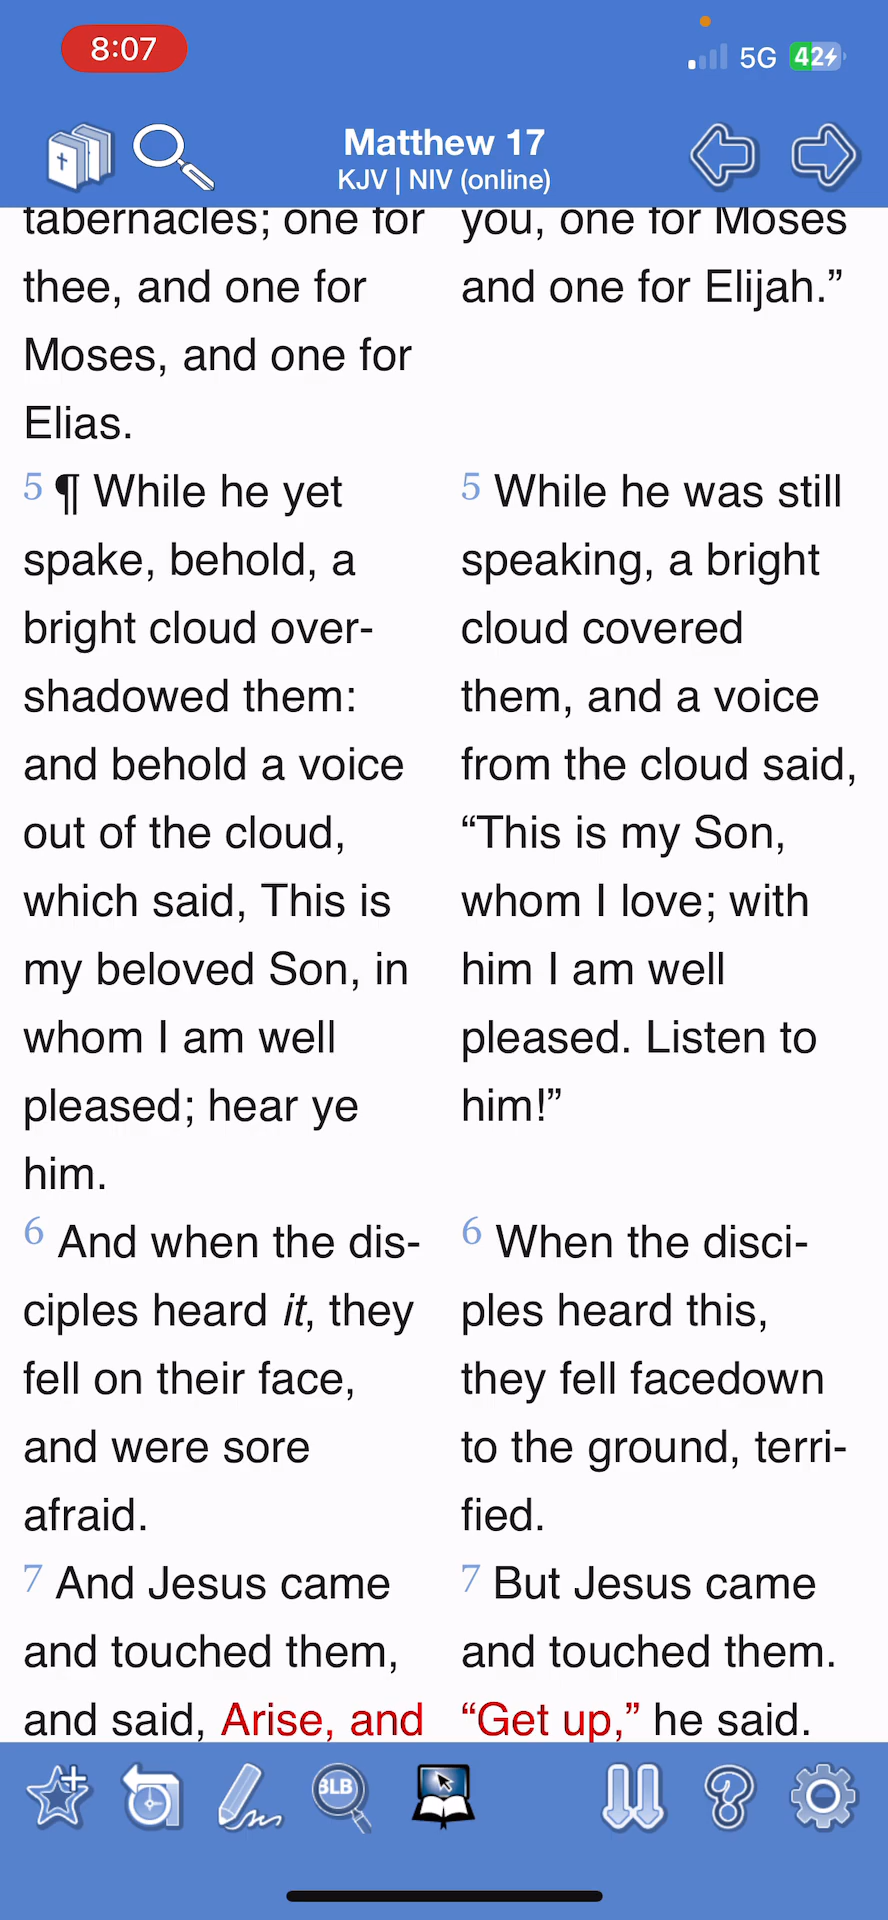 8:07
5G 42
Matthew 17
KJV | NIV (online)
tabernacles; one for
thee, and one for
Moses, and one for
Elias.
5 ¶ While he yet
spake, behold, a
bright cloud over-
shadowed them:
and behold a voice
out of the cloud,
which said, This is
my beloved Son, in
whom I am well
pleased; hear ye
him.
6 And when the dis-
ciples heard it, they
fell on their face,
and were sore
afraid.
7 And Jesus came
and touched them,
and said, Arise, and
you, one for Moses
and one for Elijah.”
5 While he was still
speaking, a bright
cloud covered
them, and a voice
from the cloud said,
“This is my Son,
whom I love; with
him I am well
pleased. Listen to
him!”
6 When the disci-
ples heard this,
they fell facedown
to the ground, terri-
fied.
7 But Jesus came
and touched them.
“Get up,” he said.
BLB